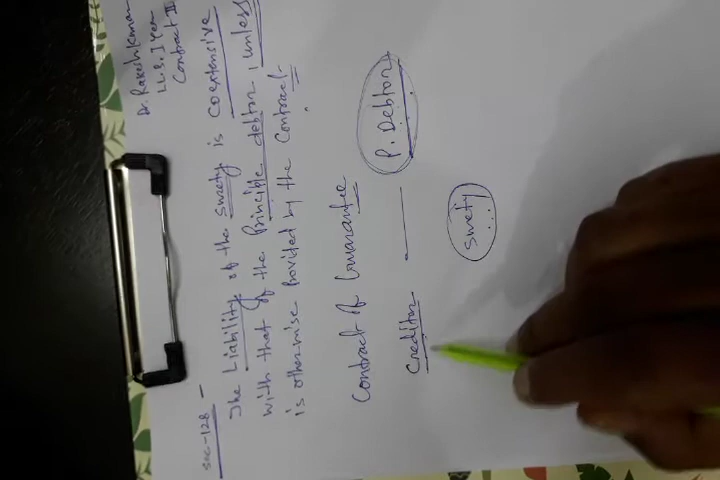 Dr. Rakesh Kumar
LL.B. I Year
Contract II
Sec-128 -
The Liability of the surety is coextensive
with that of the Principle debtor, unless
is otherwise Provided by the Contract.
Contract of Guarantee
Creditor — P. Debtor
Surety